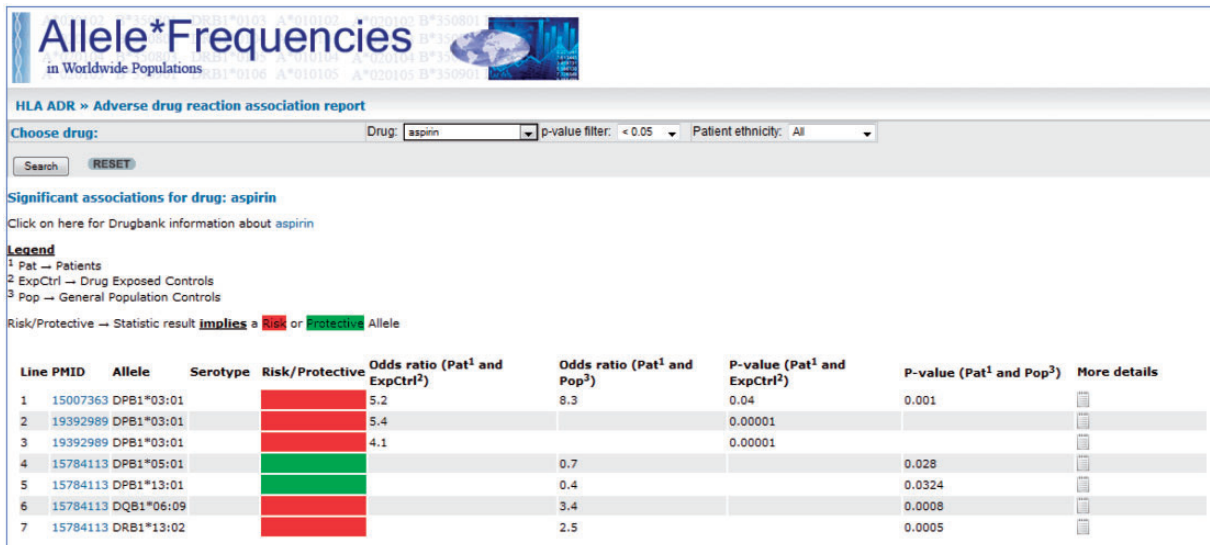 Allele*Frequencies
in Worldwide Populations
HLA ADR » Adverse drug reaction association report
Choose drug: Drug: aspirin p-value filter: < 0.05 Patient ethnicity: All
Search RESET
Significant associations for drug: aspirin
Click on here for Drugbank information about aspirin
Legend
1 Pat → Patients
2 ExpCtrl → Drug Exposed Controls
3 Pop → General Population Controls
Risk/Protective → Statistic result implies a Risk or Protective Allele
Line PMID Allele Serotype Risk/Protective Odds ratio (Pat1 and ExpCtrl2) Odds ratio (Pat1 and Pop3) P-value (Pat1 and ExpCtrl2) P-value (Pat1 and Pop3) More details
1 15007363 DPB1*03:01 5.2 8.3 0.04 0.001
2 19392989 DPB1*03:01 5.4 0.00001
3 19392989 DPB1*03:01 4.1 0.00001
4 15784113 DPB1*05:01 0.7 0.028
5 15784113 DPB1*13:01 0.4 0.0324
6 15784113 DQB1*06:09 3.4 0.0008
7 15784113 DRB1*13:02 2.5 0.0005